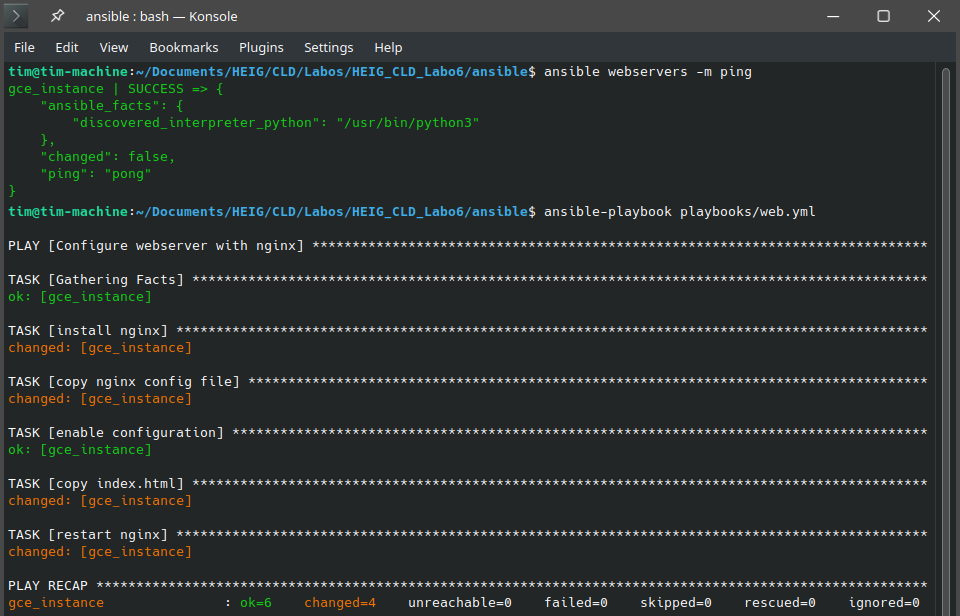 ansible : bash — Konsole
File Edit View Bookmarks Plugins Settings Help
tim@tim-machine:~/Documents/HEIG/CLD/Labos/HEIG_CLD_Labo6/ansible$ ansible webservers -m ping
gce_instance | SUCCESS => {
    "ansible_facts": {
        "discovered_interpreter_python": "/usr/bin/python3"
    },
    "changed": false,
    "ping": "pong"
}
tim@tim-machine:~/Documents/HEIG/CLD/Labos/HEIG_CLD_Labo6/ansible$ ansible-playbook playbooks/web.yml
PLAY [Configure webserver with nginx] *****************************************************************************
TASK [Gathering Facts] ********************************************************************************************
ok: [gce_instance]
TASK [install nginx] **********************************************************************************************
changed: [gce_instance]
TASK [copy nginx config file] *************************************************************************************
changed: [gce_instance]
TASK [enable configuration] ***************************************************************************************
ok: [gce_instance]
TASK [copy index.html] ********************************************************************************************
changed: [gce_instance]
TASK [restart nginx] **********************************************************************************************
changed: [gce_instance]
PLAY RECAP ********************************************************************************************************
gce_instance               : ok=6    changed=4    unreachable=0    failed=0    skipped=0    rescued=0    ignored=0